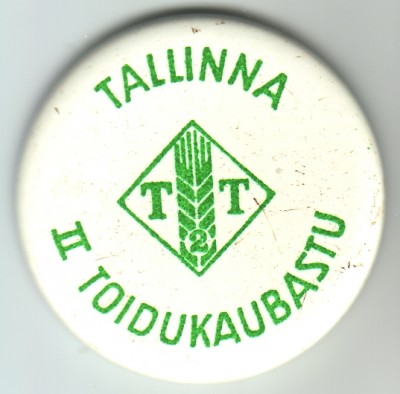 TALLINNA
T T
2
II TOIDUKAUBASTU